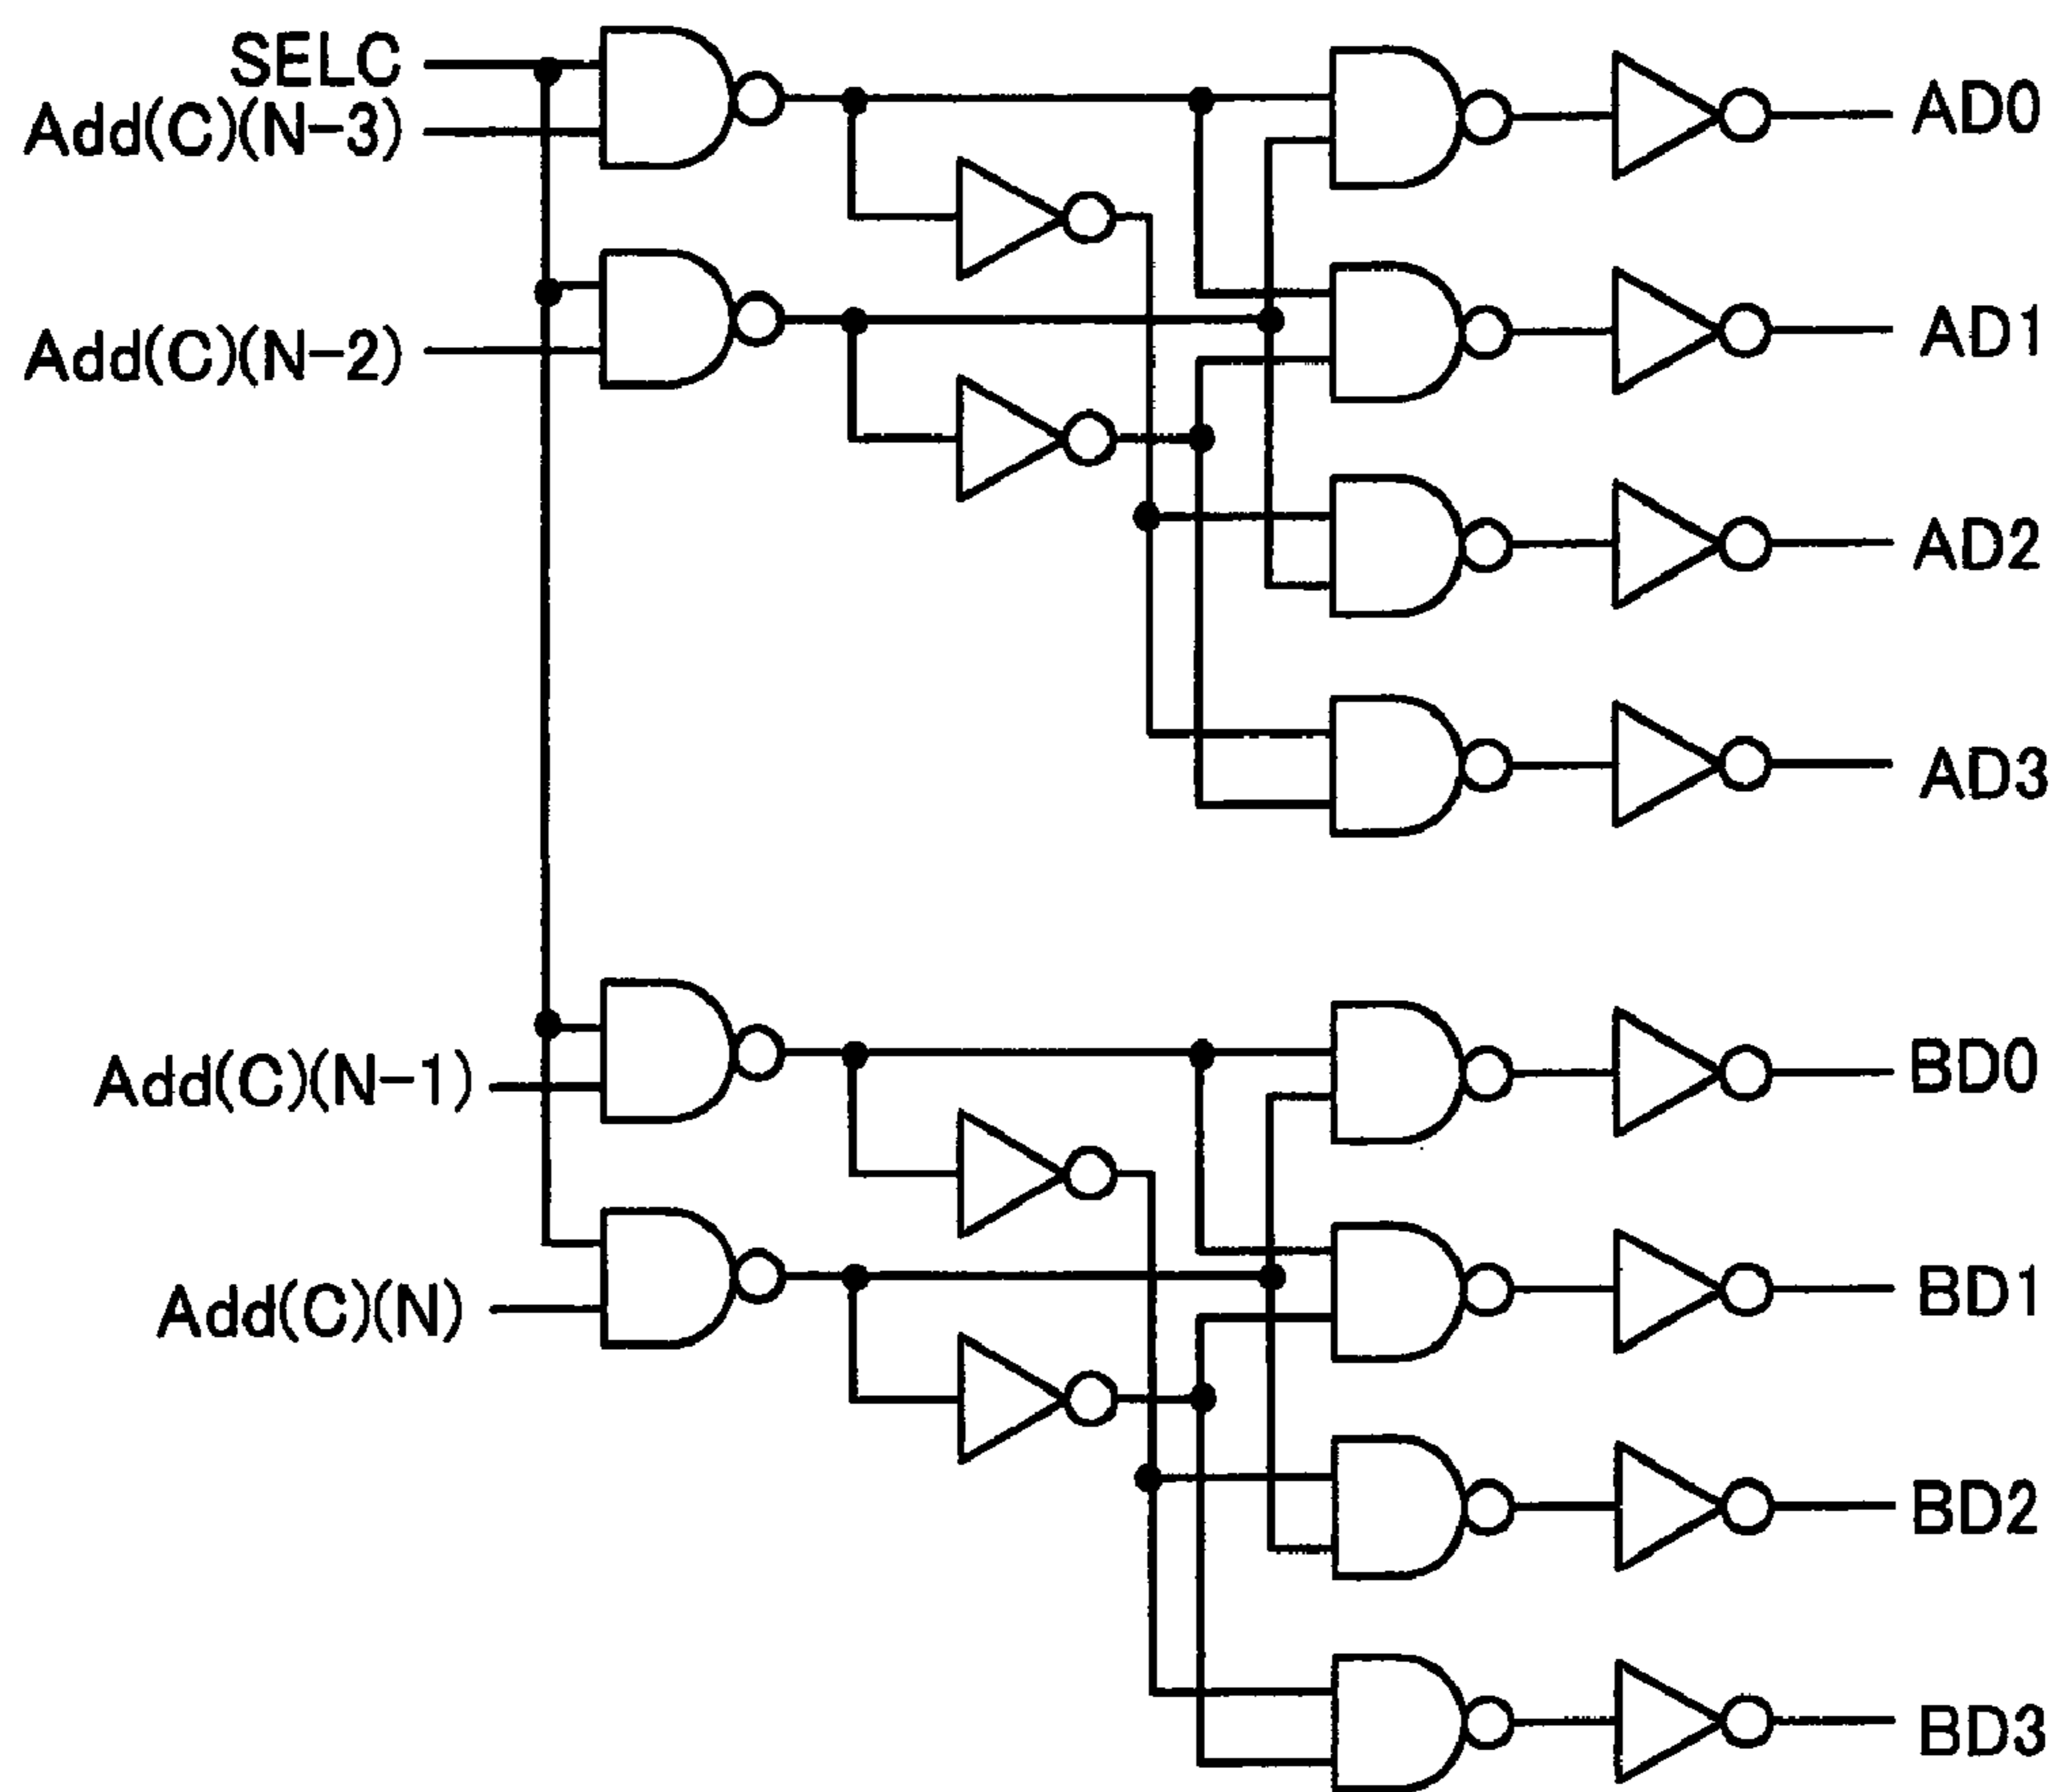 SELC
Add(C)(N-3)
Add(C)(N-2)
Add(C)(N-1)
Add(C)(N)
AD0
AD1
AD2
AD3
BD0
BD1
BD2
BD3